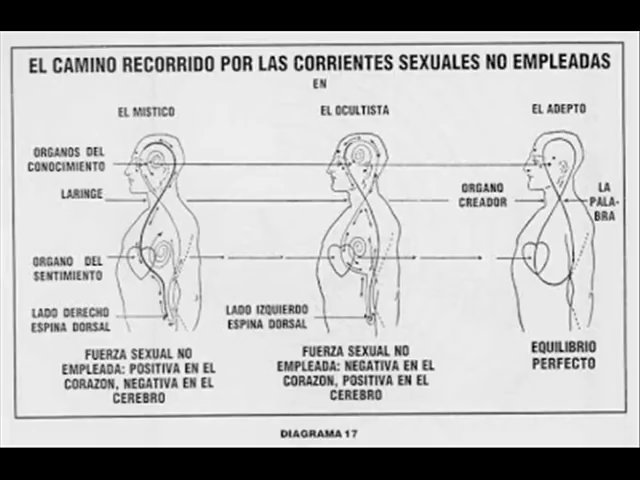 EL CAMINO RECORRIDO POR LAS CORRIENTES SEXUALES NO EMPLEADAS
EN
EL MISTICO
EL OCULTISTA
EL ADEPTO
ORGANOS DEL
CONOCIMIENTO
LARINGE
ORGANO DEL
SENTIMIENTO
LADO DERECHO
ESPINA DORSAL
LADO IZQUIERDO
ESPINA DORSAL
ORGANO
CREADOR
LA
PALA-
BRA
FUERZA SEXUAL NO
EMPLEADA: POSITIVA EN EL
CORAZON, NEGATIVA EN EL
CEREBRO
FUERZA SEXUAL NO
EMPLEADA: NEGATIVA EN EL
CORAZON, POSITIVA EN EL
CEREBRO
EQUILIBRIO
PERFECTO
DIAGRAMA 17